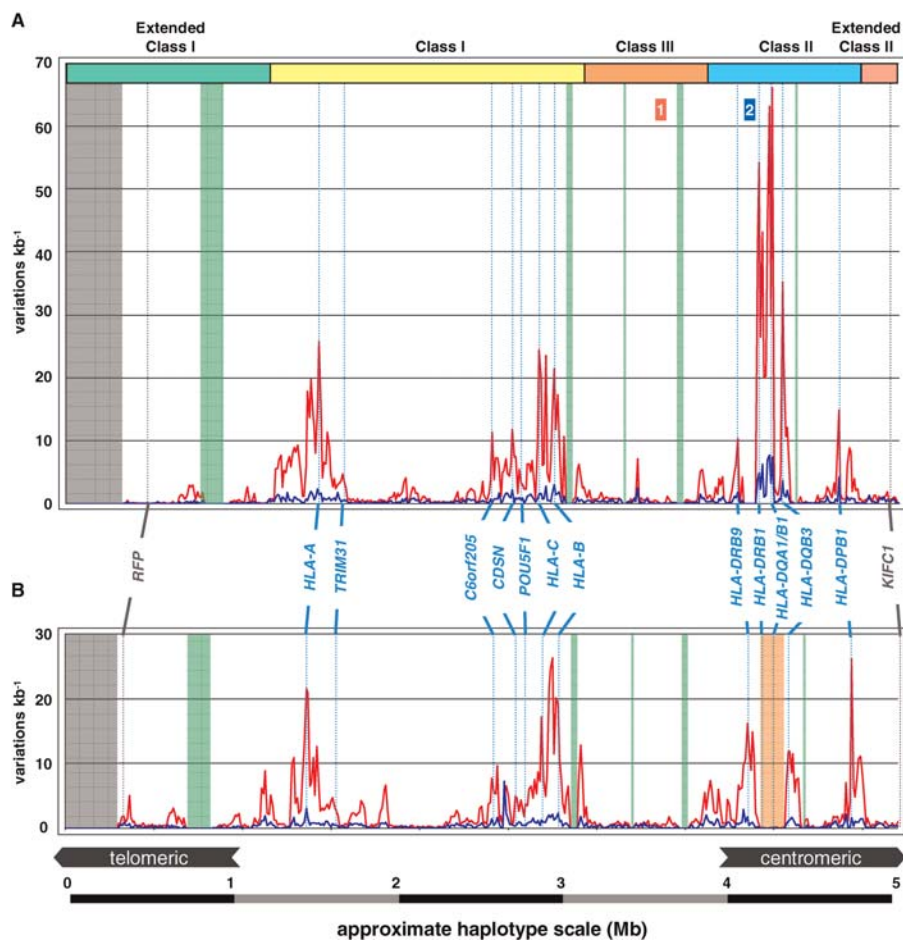 A
Extended Class I
Class I
Class III
Class II
Extended Class II
70
60
50
40
30
20
10
0
variations kb-1
1
2
RFP
HLA-A
TRIM31
C6orf205
CDSN
POU5F1
HLA-C
HLA-B
HLA-DRB9
HLA-DRB1
HLA-DQA1/B1
HLA-DQB3
HLA-DPB1
KIFC1
B
30
20
10
0
variations kb-1
telomeric
centromeric
0 1 2 3 4 5
approximate haplotype scale (Mb)